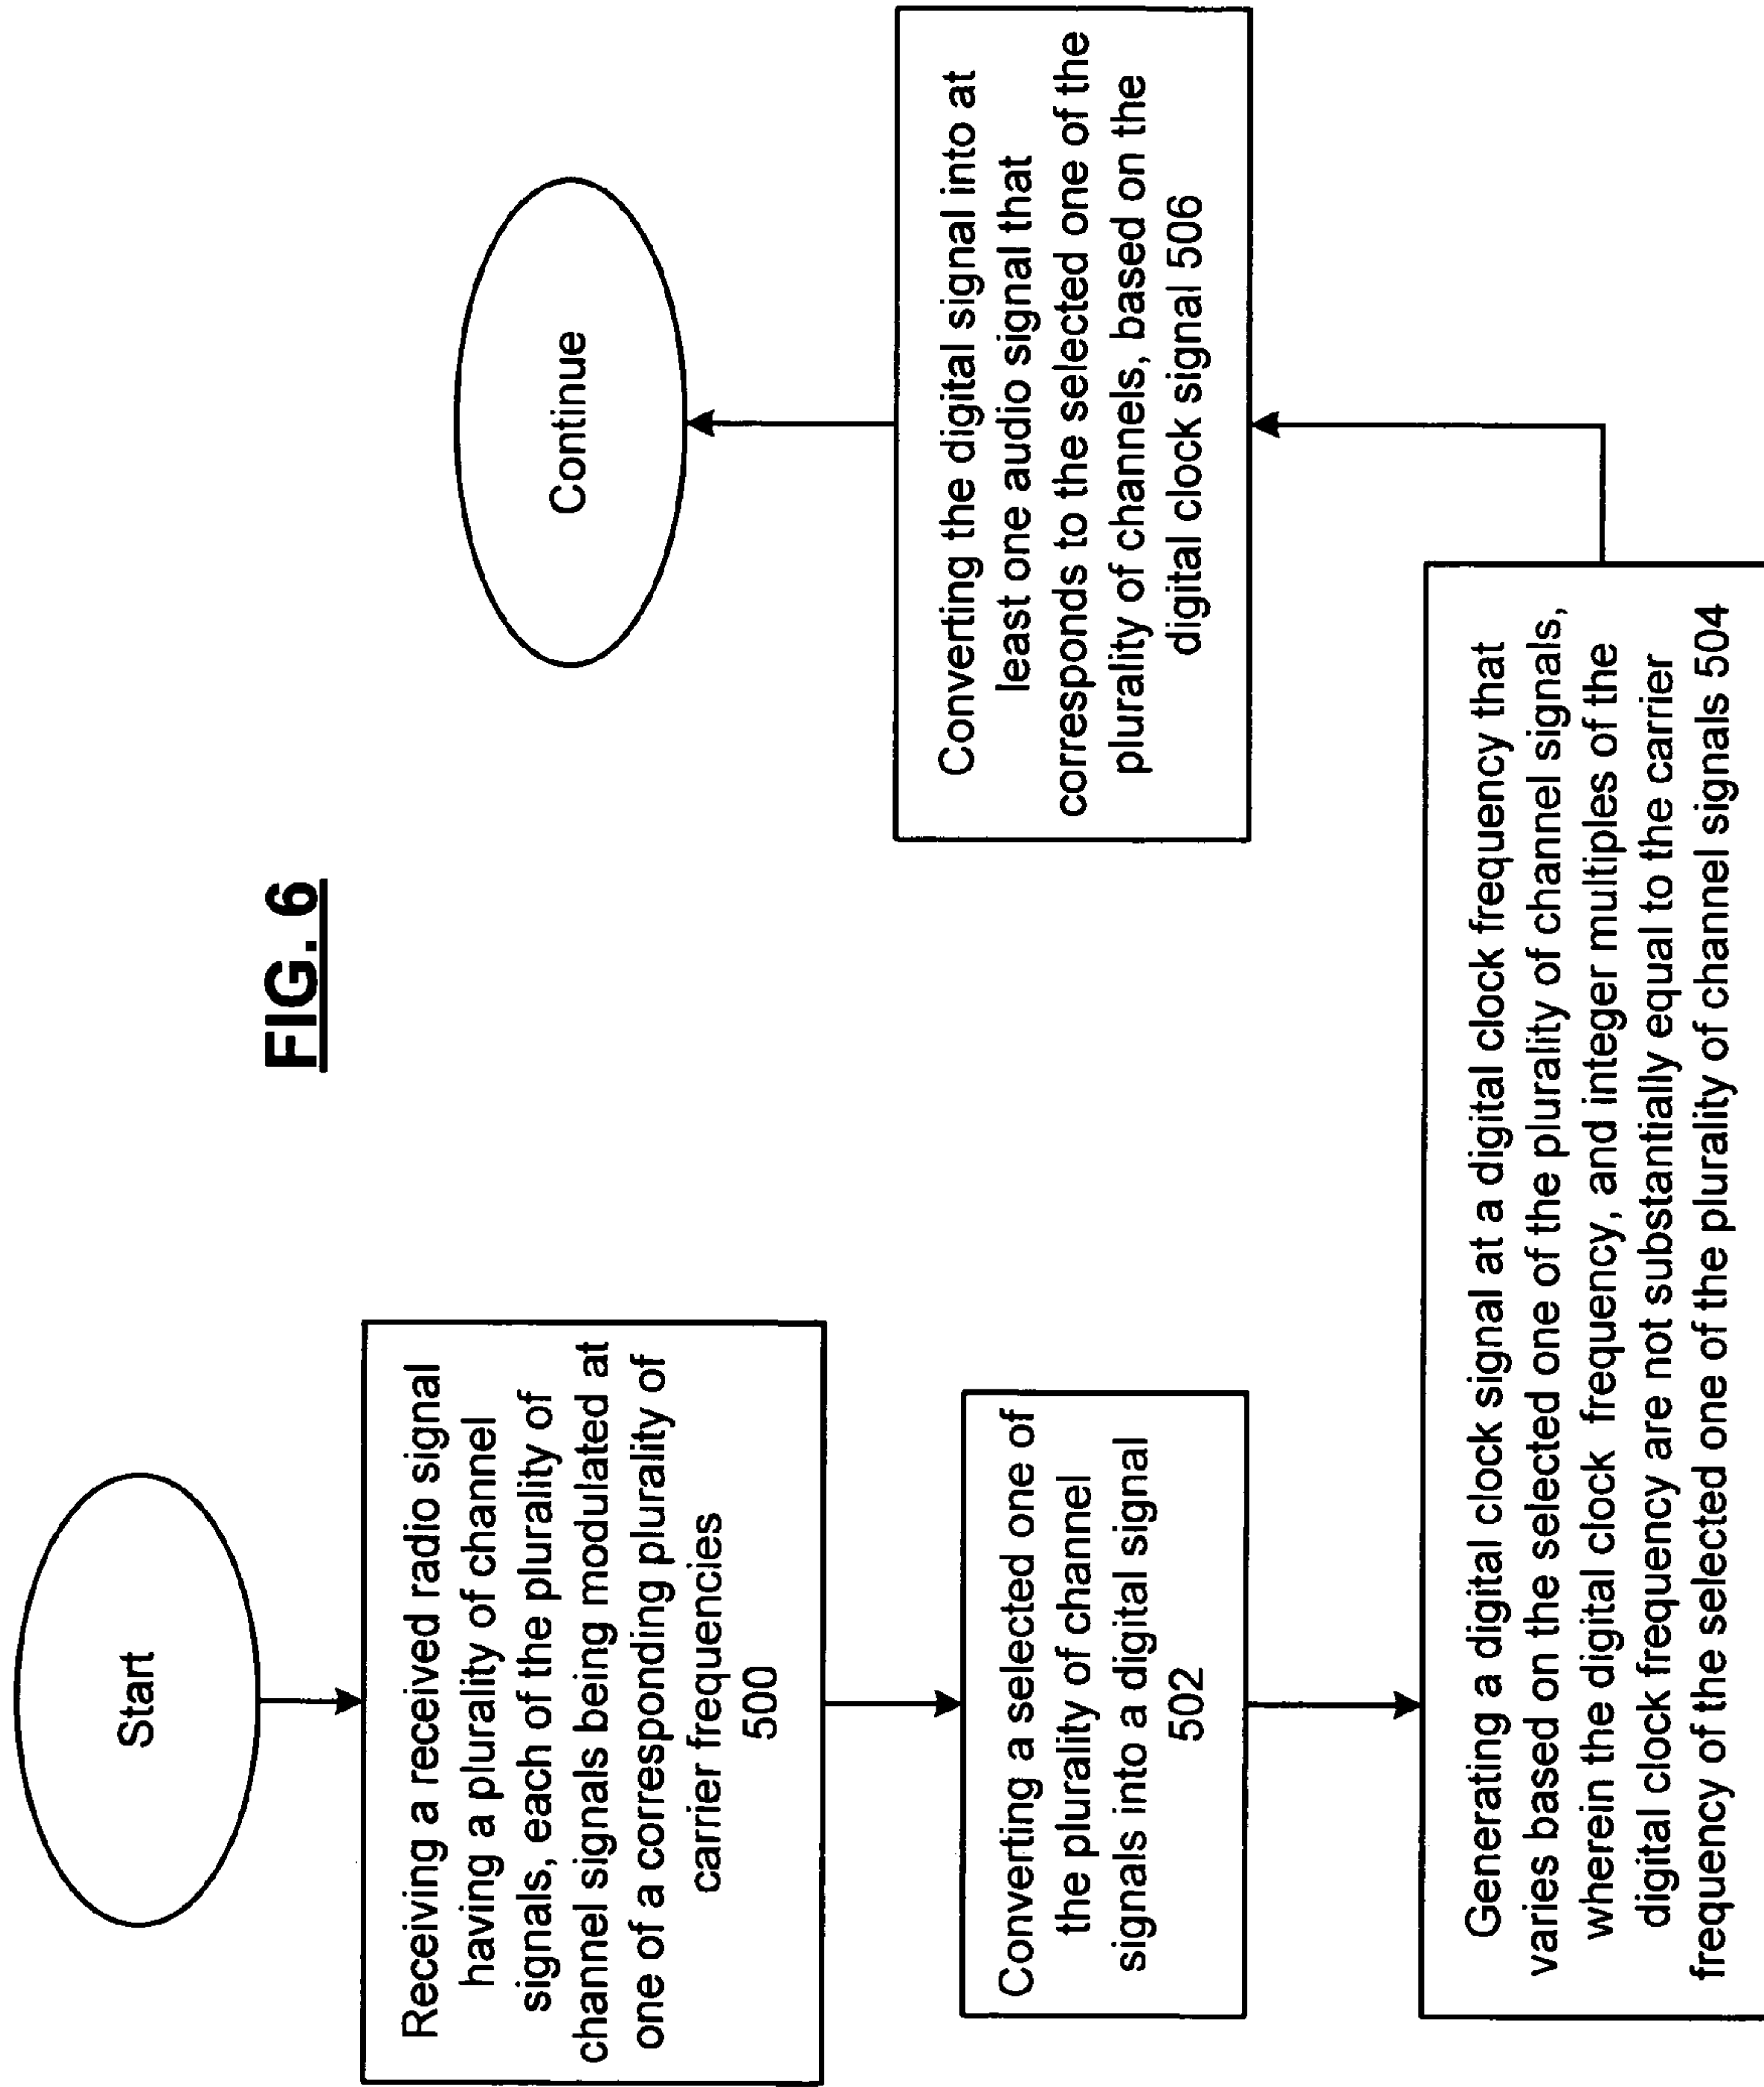 FIG. 6
Start
Receiving a received radio signal
having a plurality of channel
signals, each of the plurality of
channel signals being modulated at
one of a corresponding plurality of
carrier frequencies
500
Converting a selected one of
the plurality of channel
signals into a digital signal
502
Generating a digital clock signal at a digital clock frequency that
varies based on the selected one of the plurality of channel signals,
wherein the digital clock frequency, and integer multiples of the
digital clock frequency are not substantially equal to the carrier
frequency of the selected one of the plurality of channel signals 504
Converting the digital signal into at
least one audio signal that
corresponds to the selected one of the
plurality of channels, based on the
digital clock signal 506
Continue